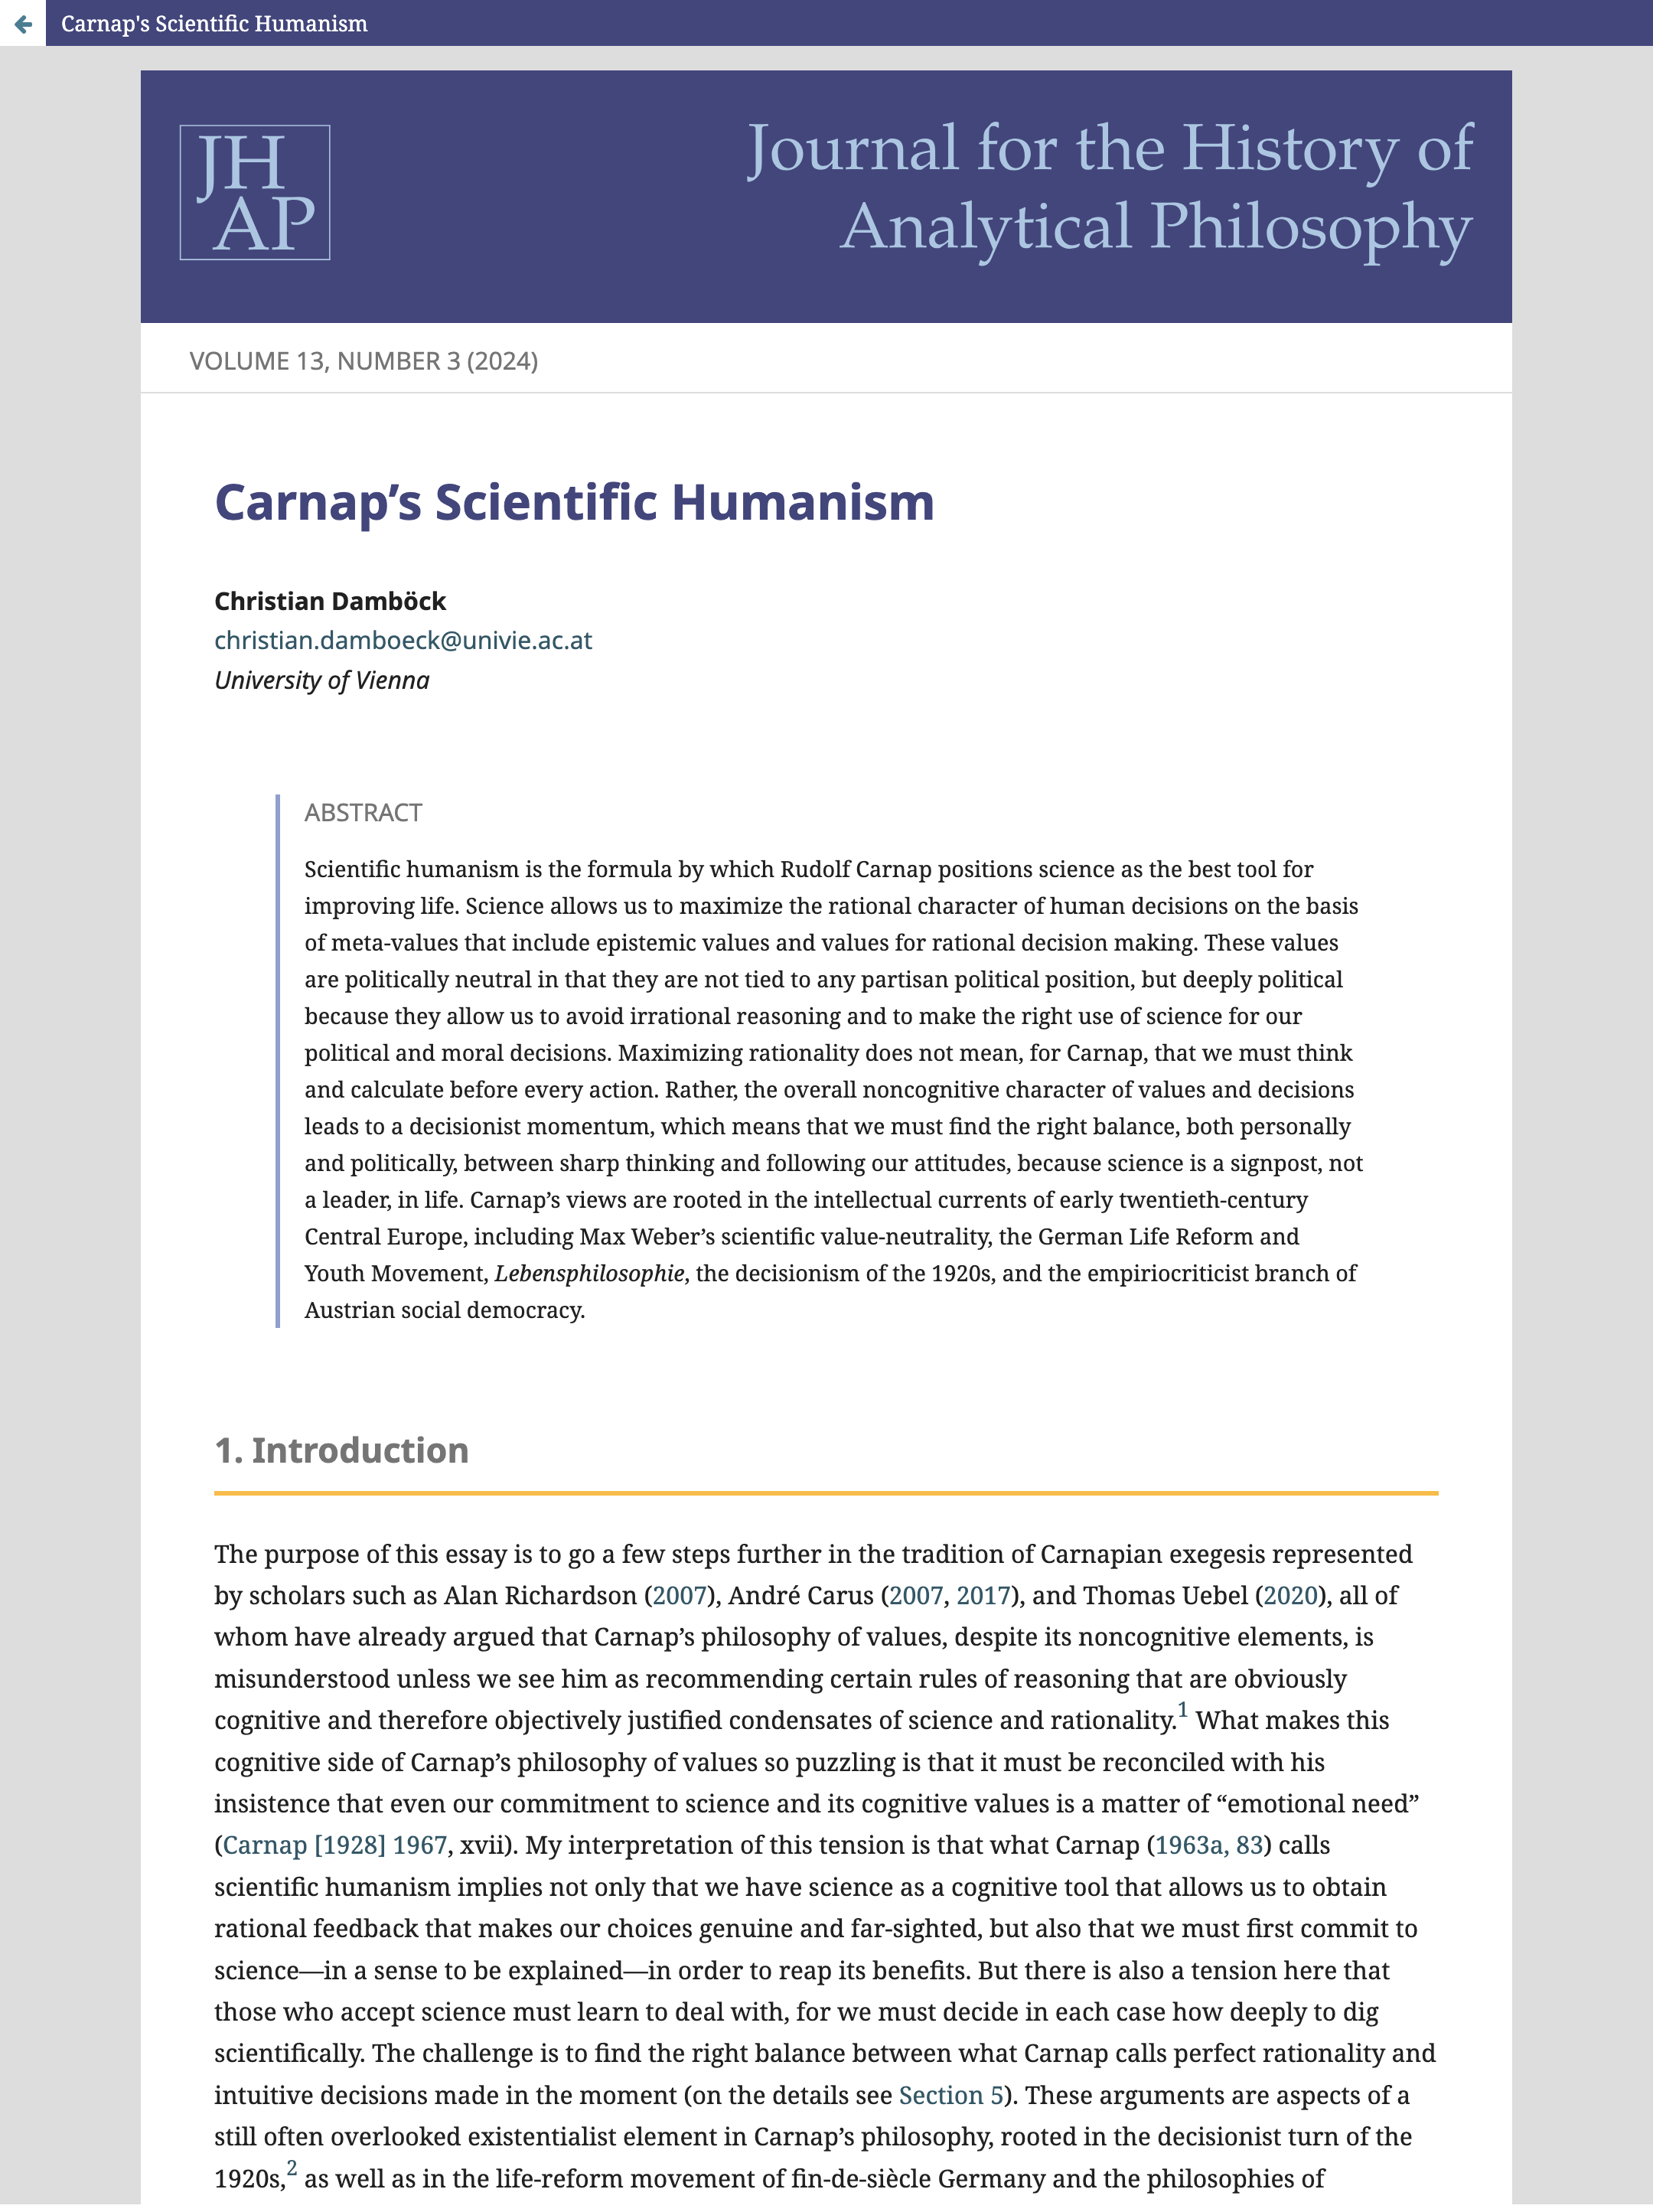 Carnap's Scientific Humanism
JH
AP
Journal for the History of
Analytical Philosophy
VOLUME 13, NUMBER 3 (2024)
Carnap’s Scientific Humanism
Christian Damböck
christian.damboeck@univie.ac.at
University of Vienna
ABSTRACT
Scientific humanism is the formula by which Rudolf Carnap positions science as the best tool for
improving life. Science allows us to maximize the rational character of human decisions on the basis
of meta-values that include epistemic values and values for rational decision making. These values
are politically neutral in that they are not tied to any partisan political position, but deeply political
because they allow us to avoid irrational reasoning and to make the right use of science for our
political and moral decisions. Maximizing rationality does not mean, for Carnap, that we must think
and calculate before every action. Rather, the overall noncognitive character of values and decisions
leads to a decisionist momentum, which means that we must find the right balance, both personally
and politically, between sharp thinking and following our attitudes, because science is a signpost, not
a leader, in life. Carnap’s views are rooted in the intellectual currents of early twentieth-century
Central Europe, including Max Weber’s scientific value-neutrality, the German Life Reform and
Youth Movement, Lebensphilosophie, the decisionism of the 1920s, and the empiriocriticist branch of
Austrian social democracy.
1. Introduction
The purpose of this essay is to go a few steps further in the tradition of Carnapian exegesis represented
by scholars such as Alan Richardson (2007), André Carus (2007, 2017), and Thomas Uebel (2020), all of
whom have already argued that Carnap’s philosophy of values, despite its noncognitive elements, is
misunderstood unless we see him as recommending certain rules of reasoning that are obviously
cognitive and therefore objectively justified condensates of science and rationality.1 What makes this
cognitive side of Carnap’s philosophy of values so puzzling is that it must be reconciled with his
insistence that even our commitment to science and its cognitive values is a matter of “emotional need”
(Carnap [1928] 1967, xvii). My interpretation of this tension is that what Carnap (1963a, 83) calls
scientific humanism implies not only that we have science as a cognitive tool that allows us to obtain
rational feedback that makes our choices genuine and far-sighted, but also that we must first commit to
science—in a sense to be explained—in order to reap its benefits. But there is also a tension here that
those who accept science must learn to deal with, for we must decide in each case how deeply to dig
scientifically. The challenge is to find the right balance between what Carnap calls perfect rationality and
intuitive decisions made in the moment (on the details see Section 5). These arguments are aspects of a
still often overlooked existentialist element in Carnap’s philosophy, rooted in the decisionist turn of the
1920s,2 as well as in the life-reform movement of fin-de-siècle Germany and the philosophies of